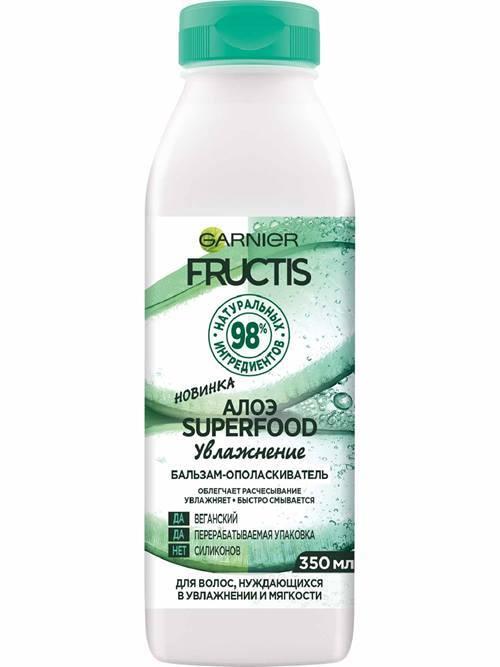 GARNIER
FRUCTIS
НАТУРАЛЬНЫХ
98%
ИНГРЕДИЕНТОВ
НОВИНКА
АЛОЭ
SUPERFOOD
Увлажнение
БАЛЬЗАМ-ОПОЛАСКИВАТЕЛЬ
ОБЛЕГЧАЕТ РАСЧЕСЫВАНИЕ
УВЛАЖНЯЕТ • БЫСТРО СМЫВАЕТСЯ
ДА ВЕГАНСКИЙ
ДА ПЕРЕРАБАТЫВАЕМАЯ УПАКОВКА
НЕТ СИЛИКОНОВ
350 МЛ
ДЛЯ ВОЛОС, НУЖДАЮЩИХСЯ
В УВЛАЖНЕНИИ И МЯГКОСТИ